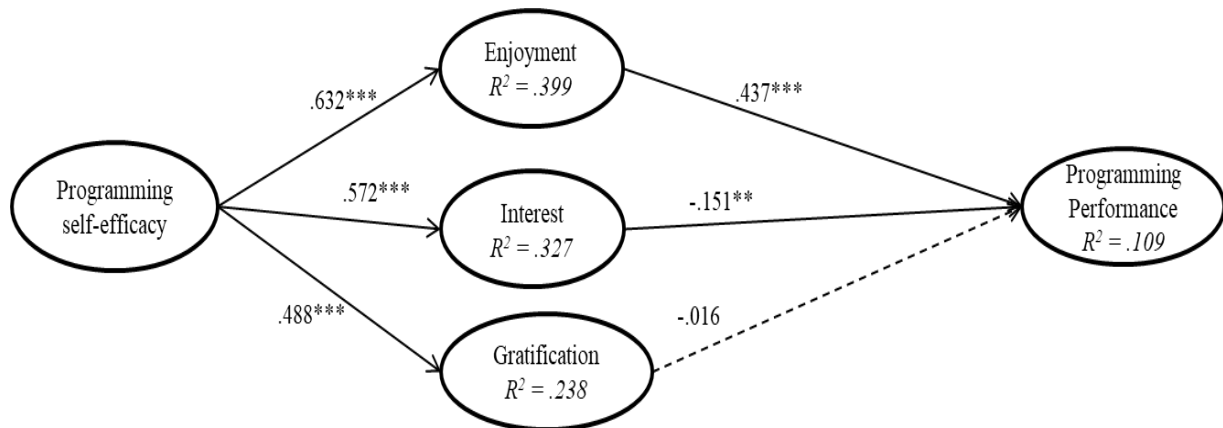 Programming
self-efficacy
.632***
.572***
.488***
Enjoyment
R² = .399
Interest
R² = .327
Gratification
R² = .238
.437***
-.151**
-.016
Programming
Performance
R² = .109